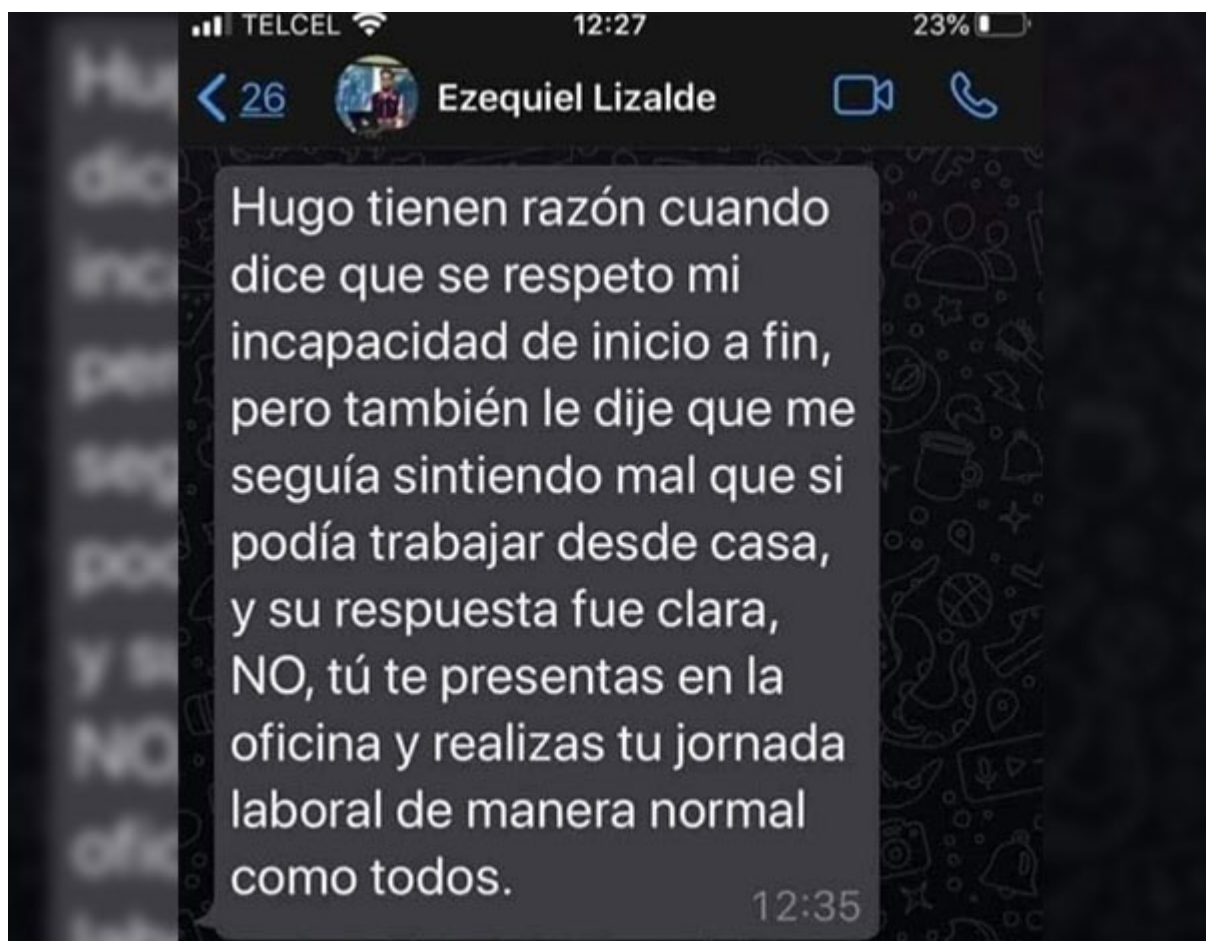 TELCEL 12:27 23%
26 Ezequiel Lizalde
Hugo tienen razón cuando
dice que se respeto mi
incapacidad de inicio a fin,
pero también le dije que me
seguía sintiendo mal que si
podía trabajar desde casa,
y su respuesta fue clara,
NO, tú te presentas en la
oficina y realizas tu jornada
laboral de manera normal
como todos.
12:35